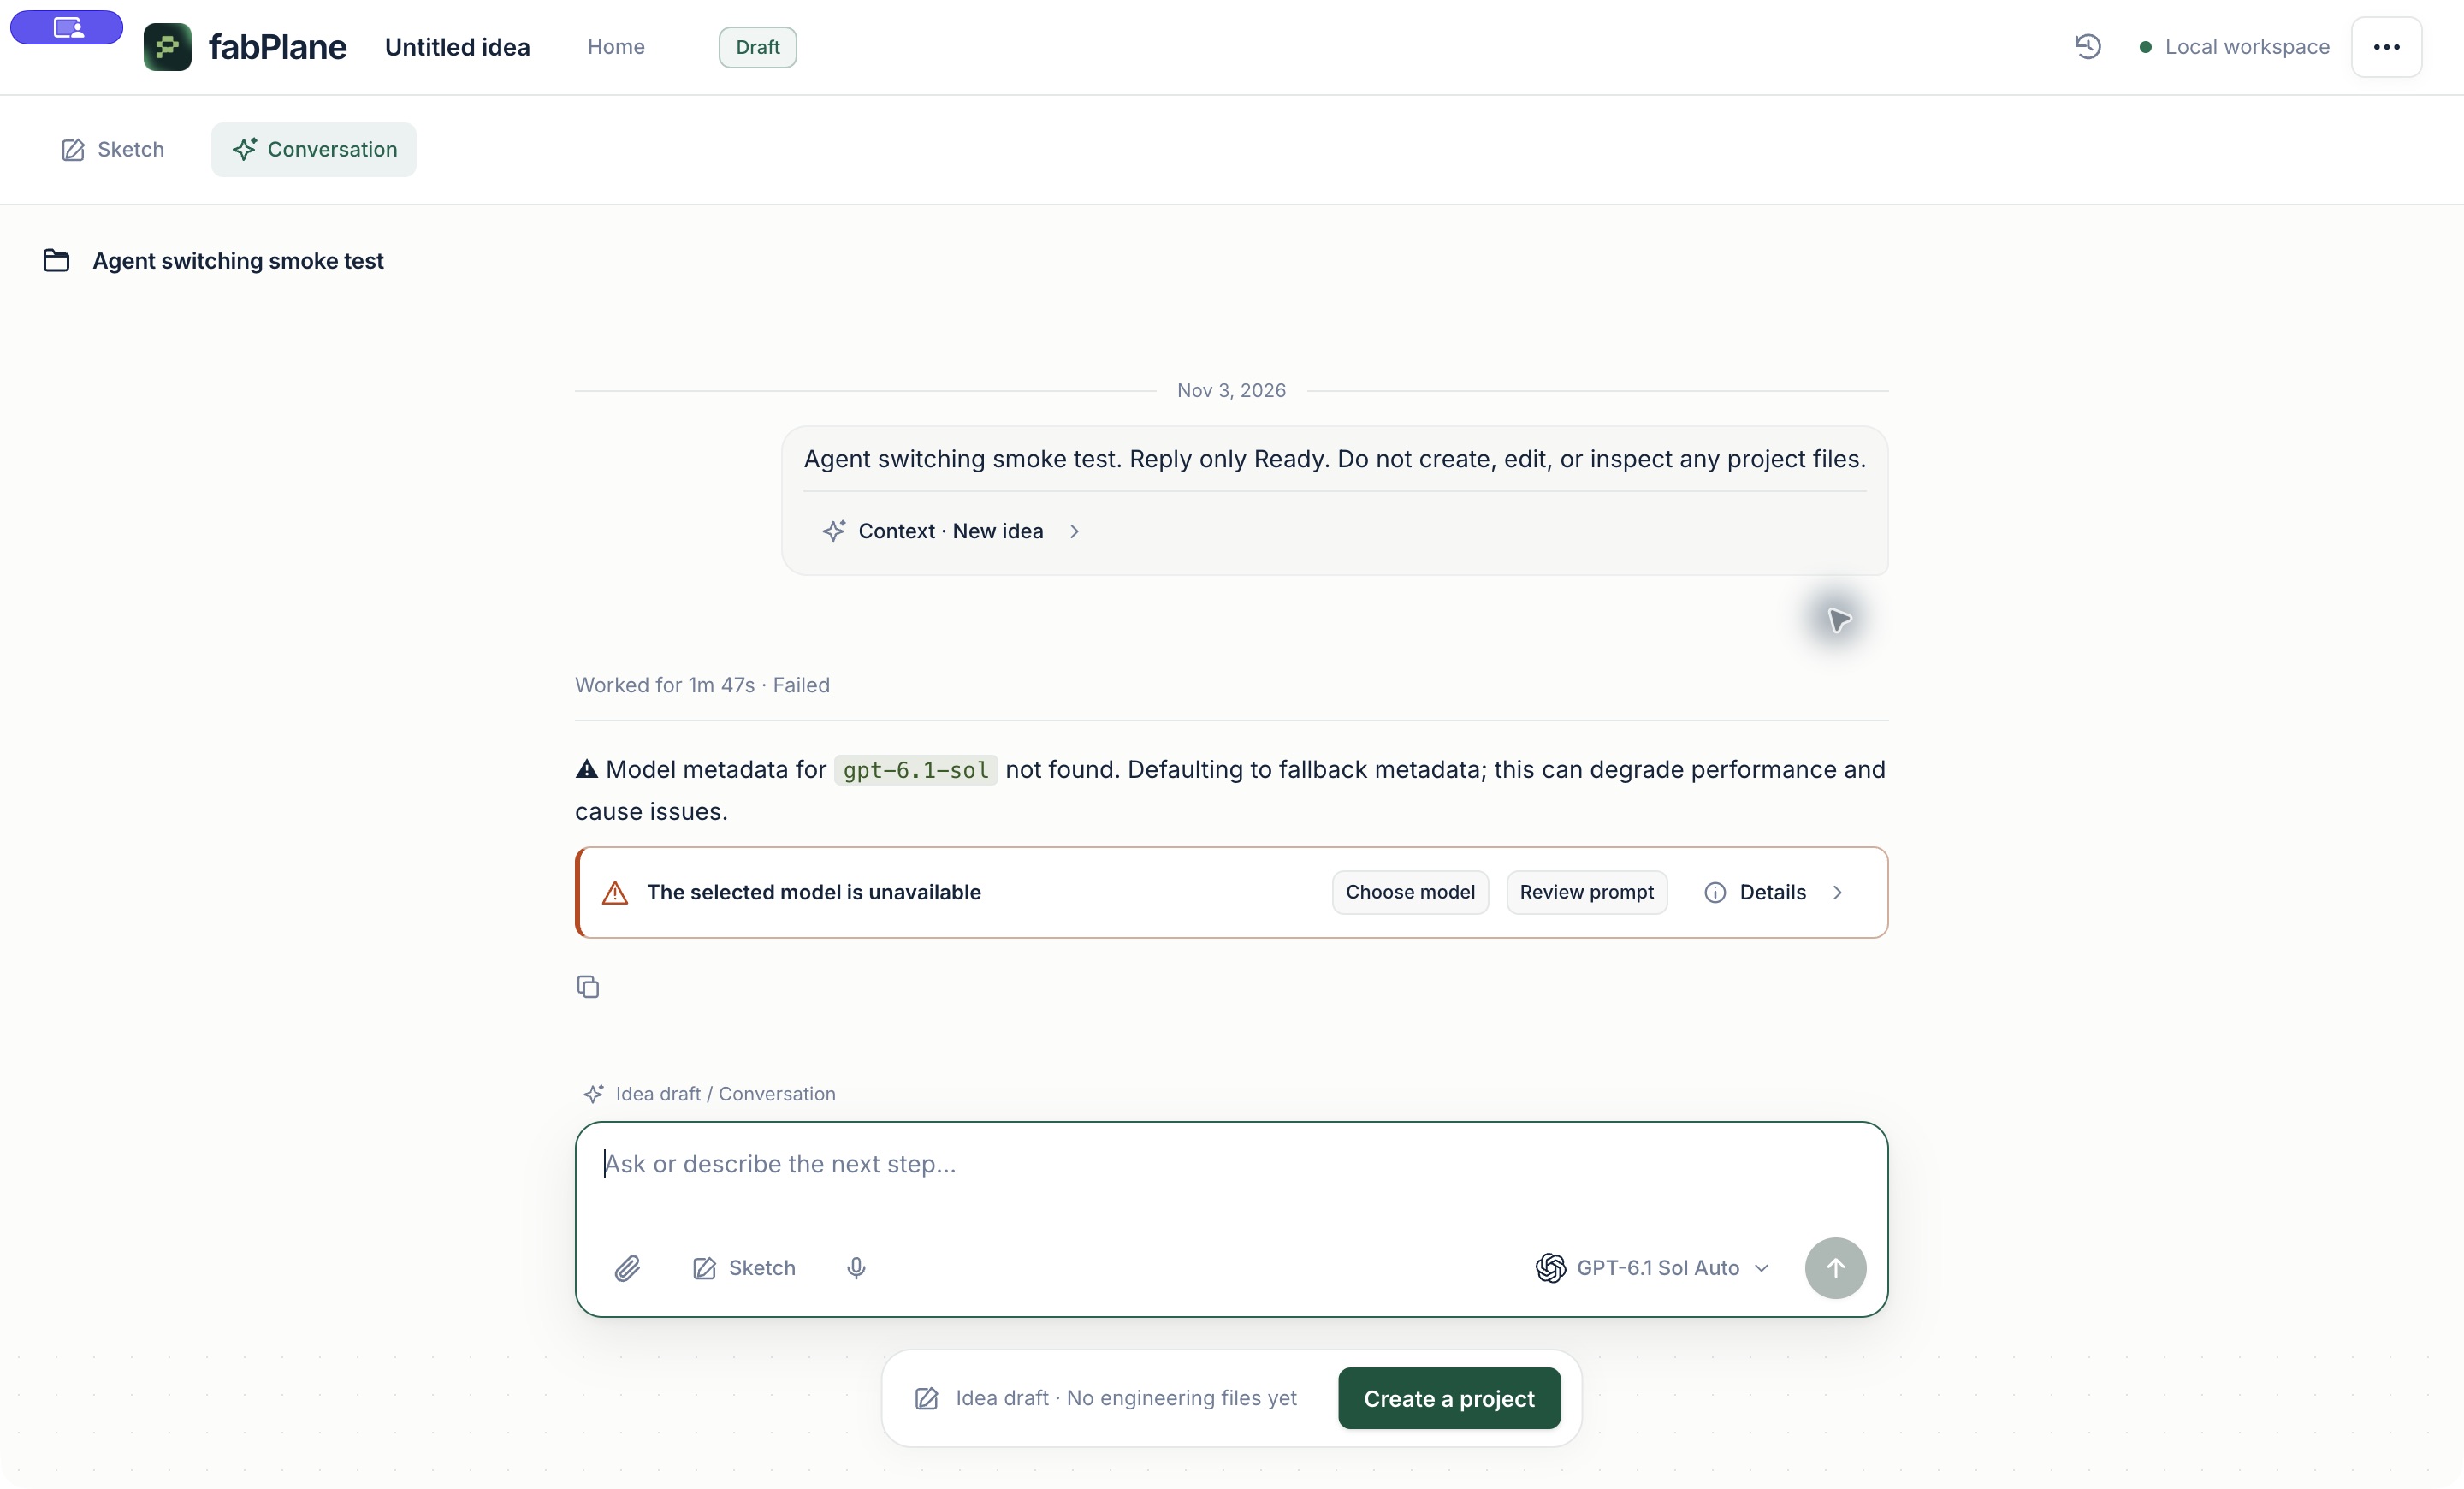 fabPlane
Untitled idea
Home
Draft
Local workspace
Sketch
Conversation
Agent switching smoke test
Nov 3, 2026
Agent switching smoke test. Reply only Ready. Do not create, edit, or inspect any project files.
Context · New idea
Worked for 1m 47s · Failed
Model metadata for gpt-6.1-sol not found. Defaulting to fallback metadata; this can degrade performance and
cause issues.
The selected model is unavailable
Choose model
Review prompt
Details
Idea draft / Conversation
Ask or describe the next step...
Sketch
GPT-6.1 Sol Auto
Idea draft · No engineering files yet
Create a project